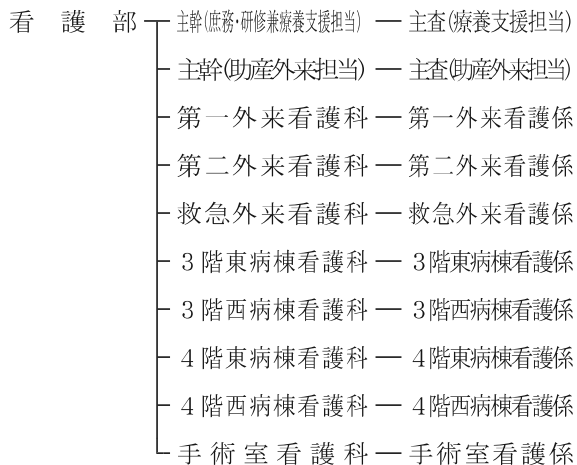 看護部 主幹(庶務・研修兼療養支援担当) 主査(療養支援担当)
主幹(助産外来担当) 主査(助産外来担当)
第一外来看護科 第一外来看護係
第二外来看護科 第二外来看護係
救急外来看護科 救急外来看護係
3階東病棟看護科 3階東病棟看護係
3階西病棟看護科 3階西病棟看護係
4階東病棟看護科 4階東病棟看護係
4階西病棟看護科 4階西病棟看護係
手術室看護科 手術室看護係